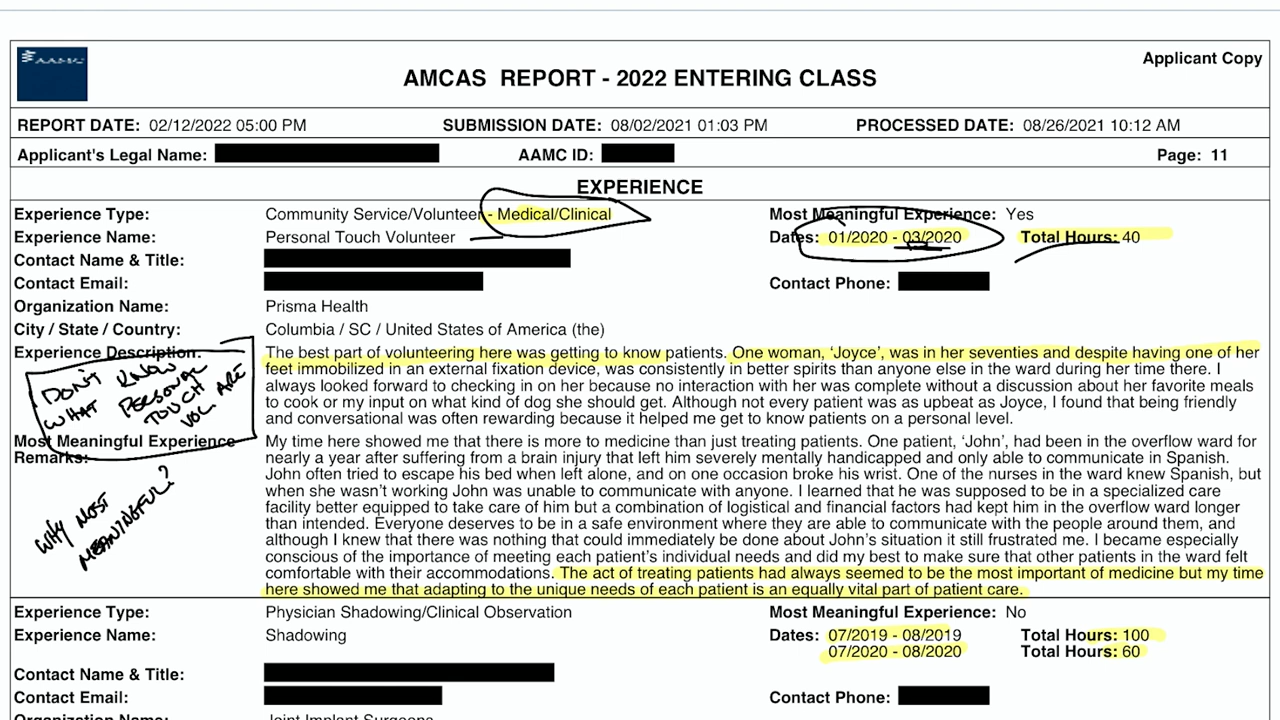 AAMC
Applicant Copy
AMCAS REPORT - 2022 ENTERING CLASS
REPORT DATE: 02/12/2022 05:00 PM SUBMISSION DATE: 08/02/2021 01:03 PM PROCESSED DATE: 08/26/2021 10:12 AM
Applicant's Legal Name: AAMC ID: Page: 11
EXPERIENCE
Experience Type: Community Service/Volunteer - Medical/Clinical Most Meaningful Experience: Yes
Experience Name: Personal Touch Volunteer Dates: 01/2020 - 03/2020 Total Hours: 40
Contact Name & Title:
Contact Email: Contact Phone:
Organization Name: Prisma Health
City / State / Country: Columbia / SC / United States of America (the)
Experience Description: The best part of volunteering here was getting to know patients. One woman, 'Joyce', was in her seventies and despite having one of her
feet immobilized in an external fixation device, was consistently in better spirits than anyone else in the ward during her time there. I
always looked forward to checking in on her because no interaction with her was complete without a discussion about her favorite meals
to cook or my input on what kind of dog she should get. Although not every patient was as upbeat as Joyce, I found that being friendly
and conversational was often rewarding because it helped me get to know patients on a personal level.
DON'T KNOW
WHAT PERSONAL
TOUCH
VOL ARE
Most Meaningful Experience My time here showed me that there is more to medicine than just treating patients. One patient, 'John', had been in the overflow ward for
Remarks: nearly a year after suffering from a brain injury that left him severely mentally handicapped and only able to communicate in Spanish.
John often tried to escape his bed when left alone, and on one occasion broke his wrist. One of the nurses in the ward knew Spanish, but
when she wasn't working John was unable to communicate with anyone. I learned that he was supposed to be in a specialized care
facility better equipped to take care of him but a combination of logistical and financial factors had kept him in the overflow ward longer
than intended. Everyone deserves to be in a safe environment where they are able to communicate with the people around them, and
although I knew that there was nothing that could immediately be done about John's situation it still frustrated me. I became especially
conscious of the importance of meeting each patient's individual needs and did my best to make sure that other patients in the ward felt
comfortable with their accommodations. The act of treating patients had always seemed to be the most important of medicine but my time
here showed me that adapting to the unique needs of each patient is an equally vital part of patient care.
WHY MOST
MEANINGFUL?
Experience Type: Physician Shadowing/Clinical Observation Most Meaningful Experience: No
Experience Name: Shadowing Dates: 07/2019 - 08/2019 Total Hours: 100
07/2020 - 08/2020 Total Hours: 60
Contact Name & Title:
Contact Email: Contact Phone:
Organization Name: Joint Implant Surgeons